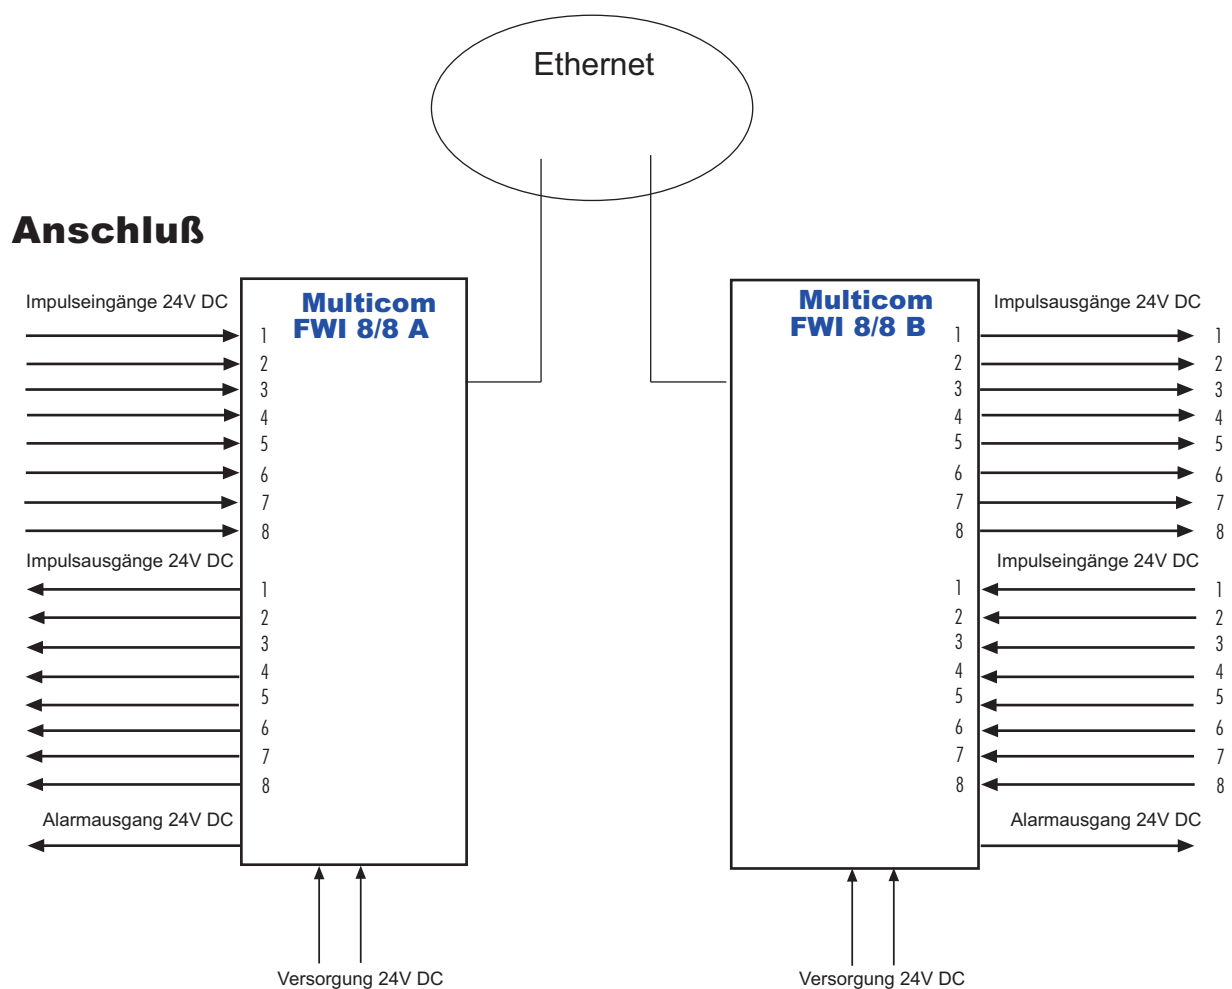 Ethernet
Anschluß
Impulseingänge 24V DC
Multicom
FWI 8/8 A
1
2
3
4
5
6
7
8
Impulsausgänge 24V DC
1
2
3
4
5
6
7
8
Alarmausgang 24V DC
Versorgung 24V DC
Multicom
FWI 8/8 B
Impulsausgänge 24V DC
1 1
2 2
3 3
4 4
5 5
6 6
7 7
8 8
Impulseingänge 24V DC
1 1
2 2
3 3
4 4
5 5
6 6
7 7
8 8
Alarmausgang 24V DC
Versorgung 24V DC